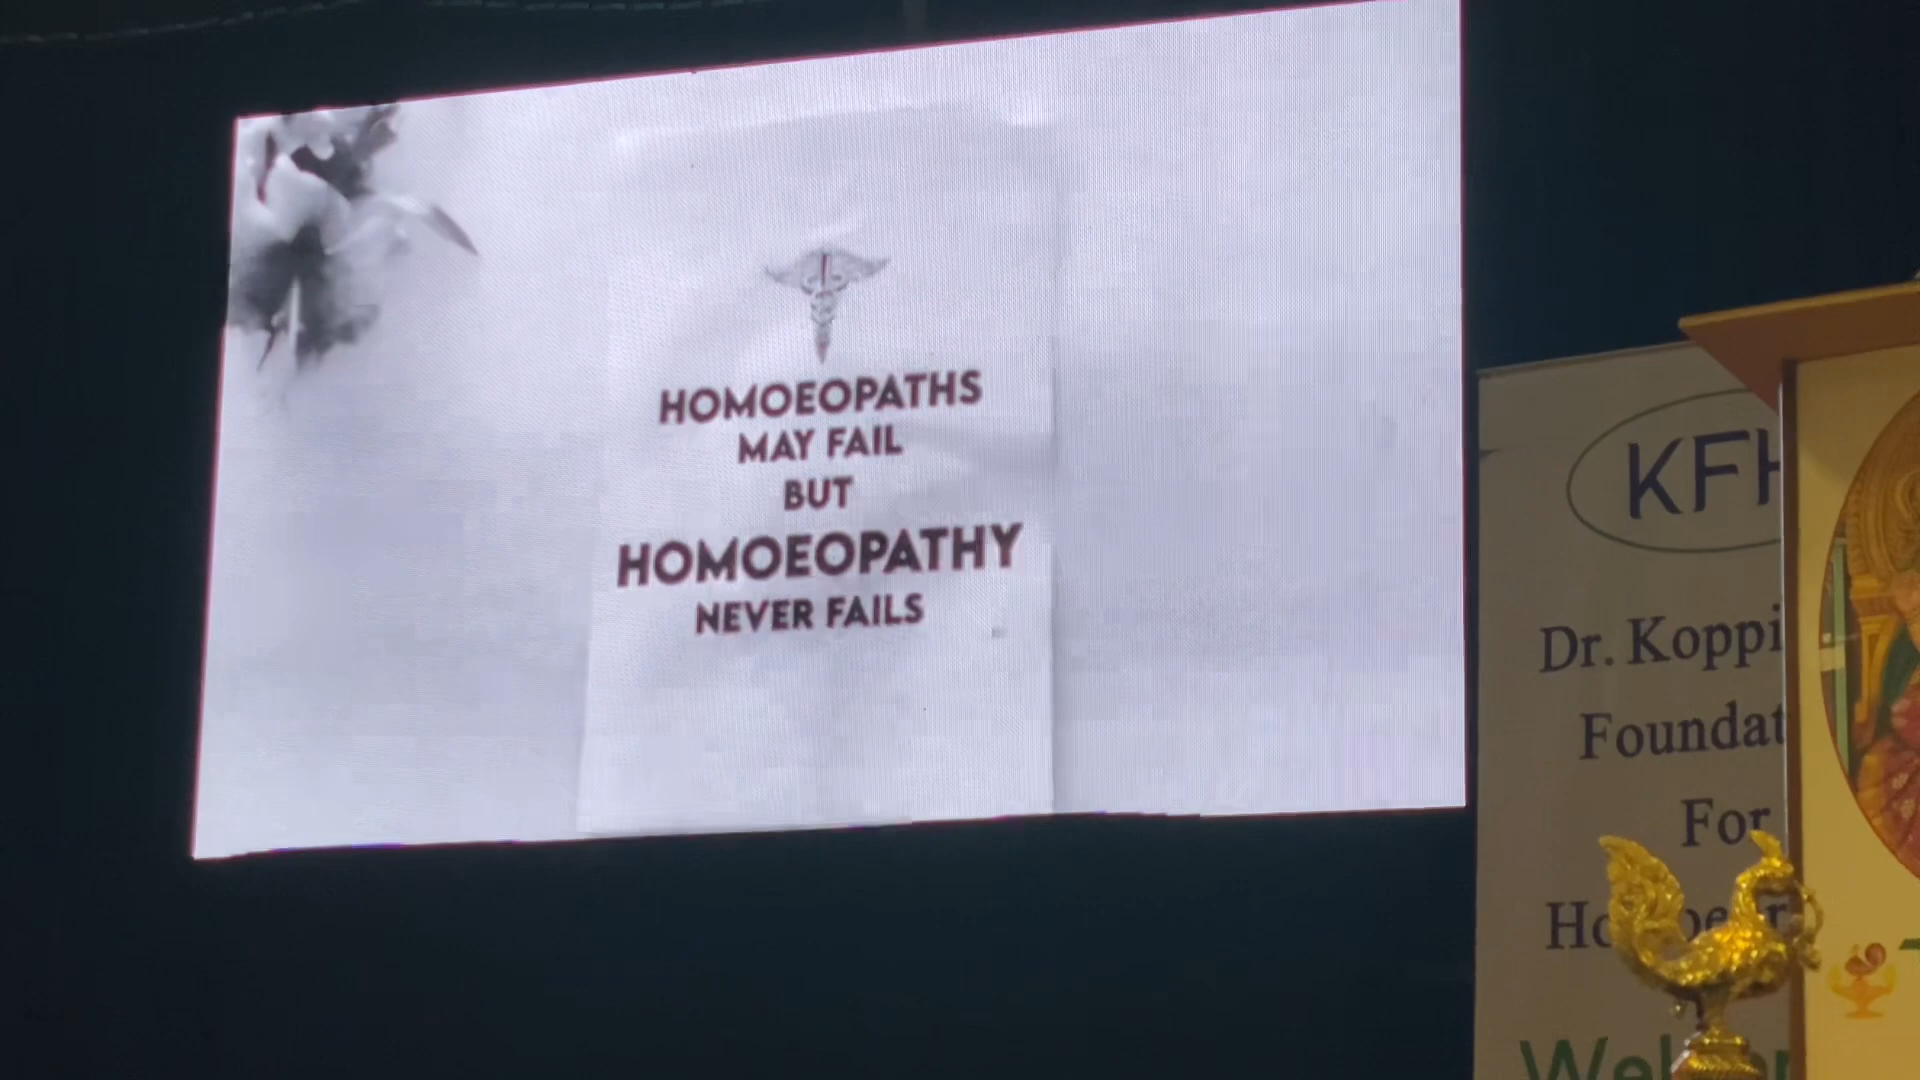 HOMOEOPATHS
MAY FAIL
BUT
HOMOEOPATHY
NEVER FAILS
KFH
Dr. Koppi
Foundat
For